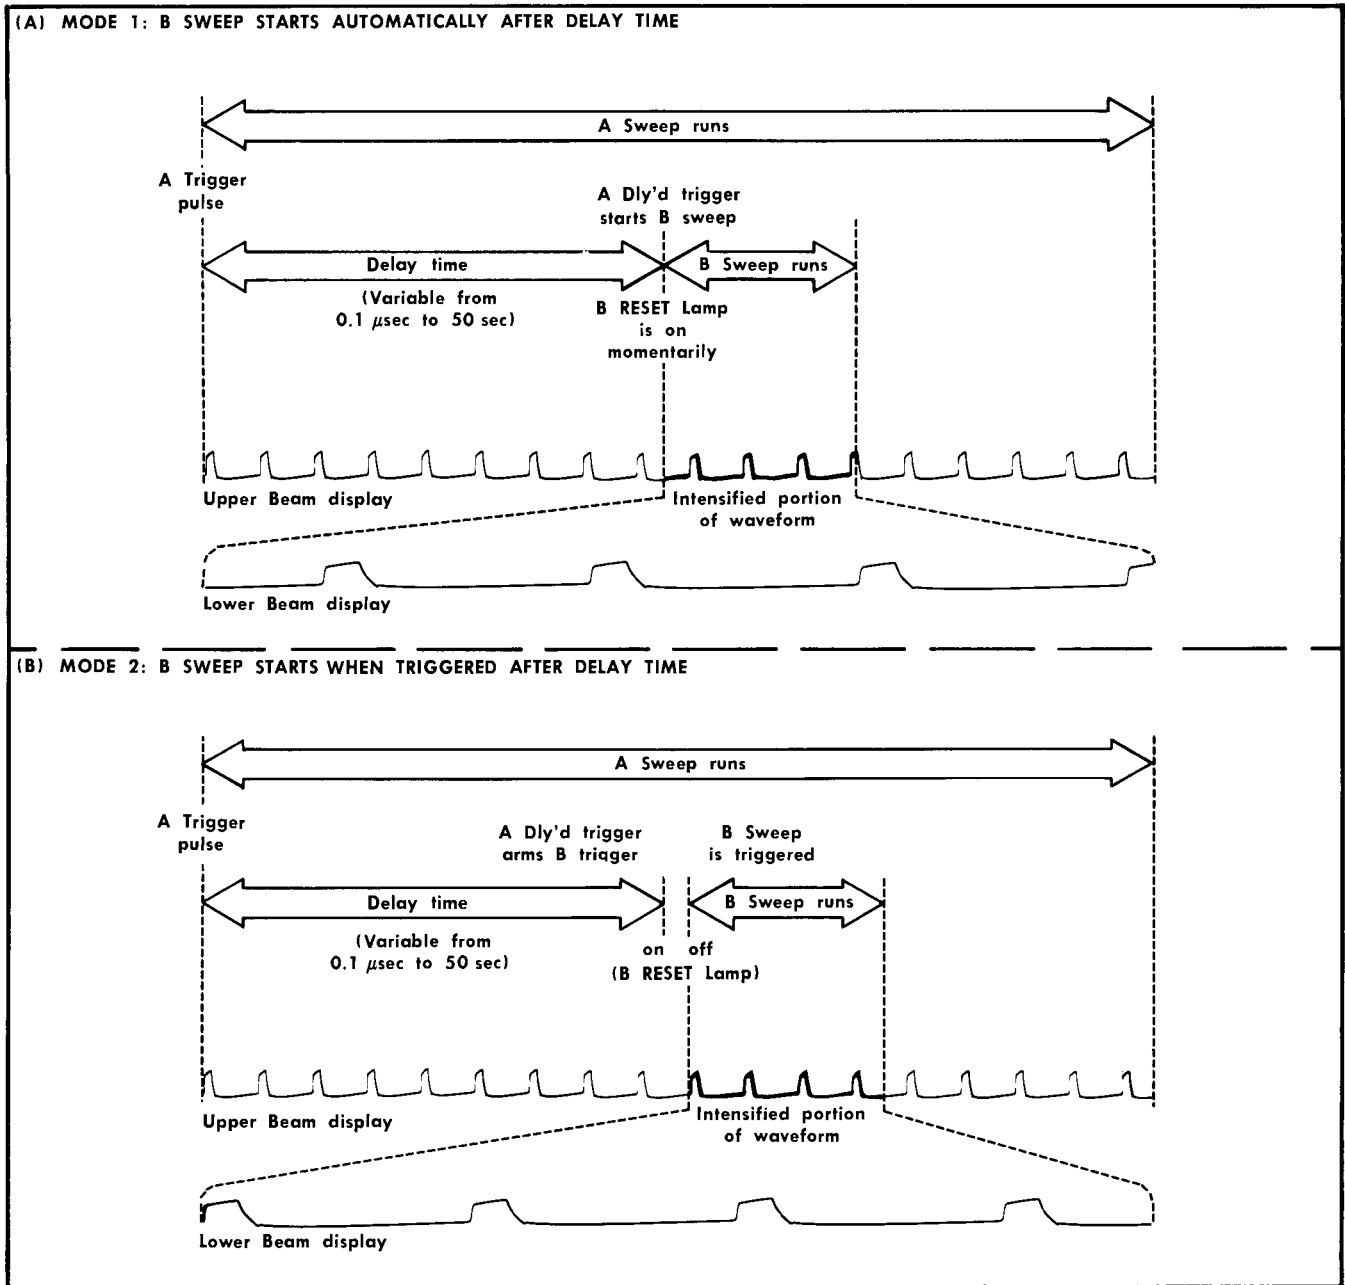 (A) MODE 1: B SWEEP STARTS AUTOMATICALLY AFTER DELAY TIME
A Sweep runs
A Trigger
pulse
A Dly'd trigger
starts B sweep
Delay time
B Sweep runs
(Variable from
0.1 μsec to 50 sec)
B RESET Lamp
is on
momentarily
Upper Beam display
Intensified portion
of waveform
Lower Beam display
(B) MODE 2: B SWEEP STARTS WHEN TRIGGERED AFTER DELAY TIME
A Sweep runs
A Trigger
pulse
A Dly'd trigger
arms B trigger
B Sweep
is triggered
Delay time
B Sweep runs
(Variable from
0.1 μsec to 50 sec)
on off
(B RESET Lamp)
Upper Beam display
Intensified portion
of waveform
Lower Beam display